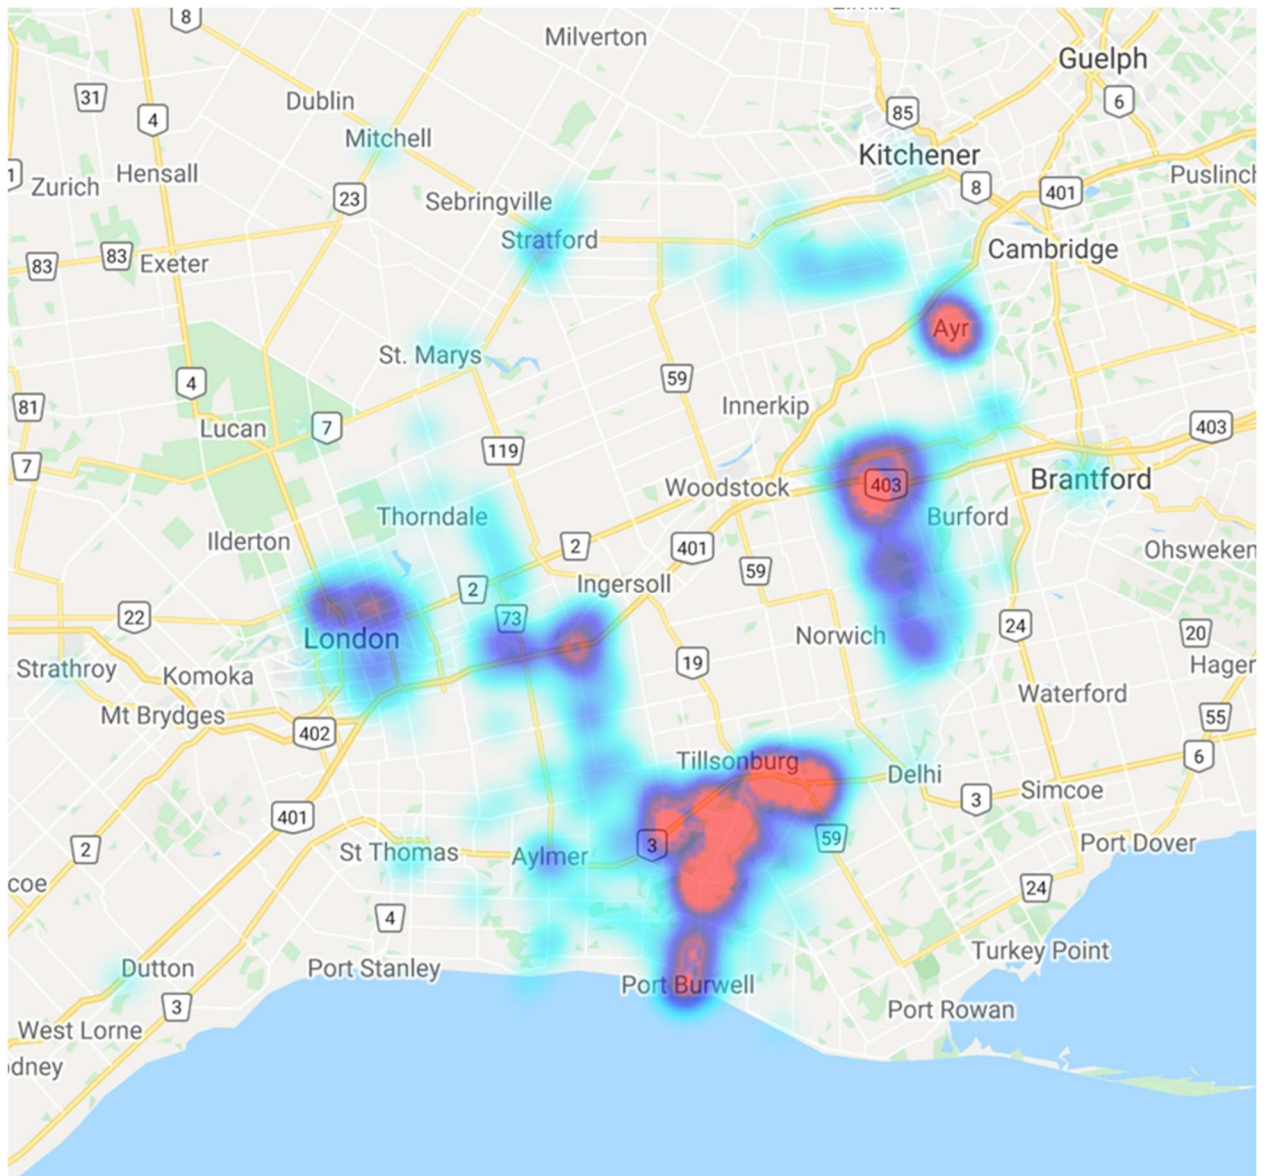 8
Milverton
Guelph
31
4
Dublin
85
6
Mitchell
Kitchener
Zurich
Hensall
23
8
401
Puslinch
Sebringville
83
83
Exeter
Stratford
Cambridge
4
St. Marys
59
Ayr
81
Lucan
7
Innerkip
403
7
119
Woodstock
403
Brantford
Thorndale
Burford
Ilderton
2
401
59
Ohsweken
22
2
73
Ingersoll
London
Norwich
24
20
Strathroy
Komoka
19
Hager
Mt Brydges
402
Waterford
55
Tillsonburg
Delhi
6
401
3
Simcoe
2
St Thomas
Aylmer
3
59
Port Dover
coe
24
4
Dutton
Port Stanley
Port Burwell
Turkey Point
3
Port Rowan
West Lorne
dney